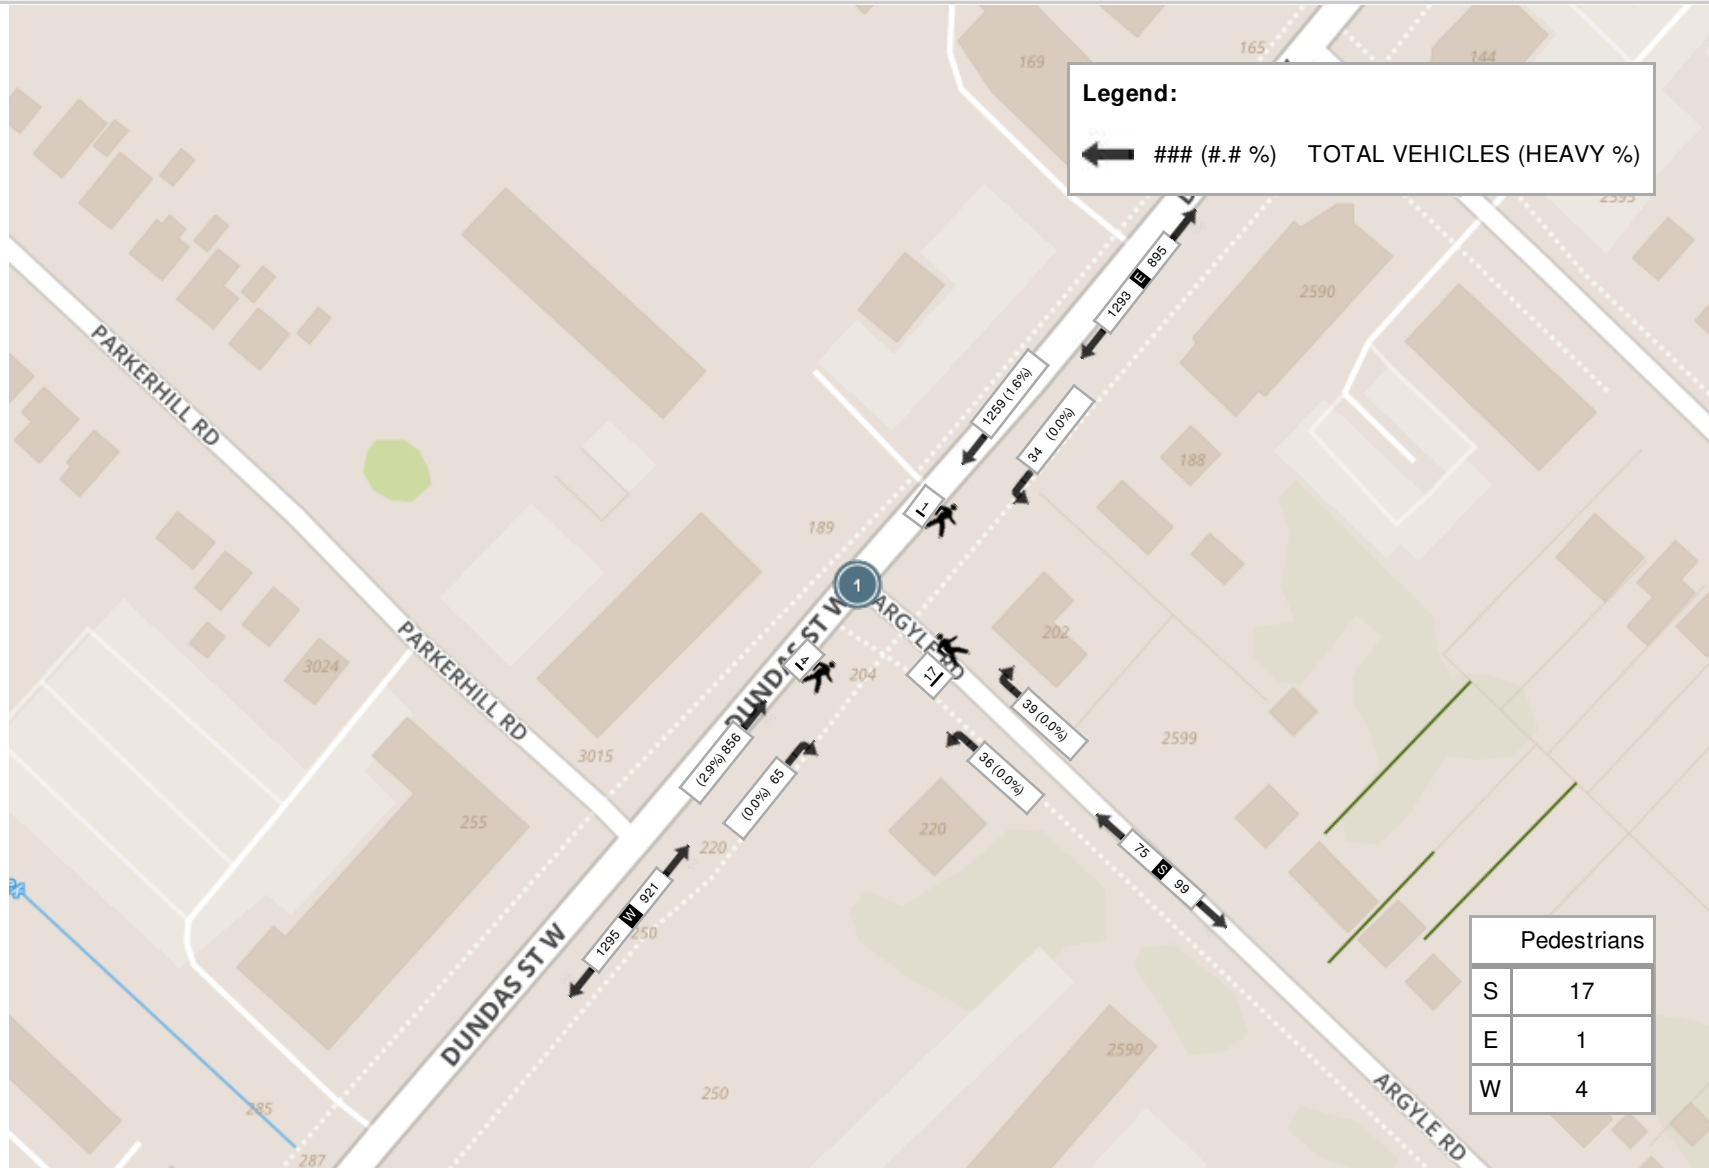 165
144
169
Legend:
### (#.# %) TOTAL VEHICLES (HEAVY %)
2593
1293 E 895
2590
PARKERHILL RD
1259 (1.6%)
34 (0.0%)
188
1
189
1
ARGYLE RD
DUNDAS ST W
4
17
202
204
PARKERHILL RD
3024
39 (0.0%)
2599
3015
(2.9%) 856
(0.0%) 65
36 (0.0%)
255
220
220
75 S 99
1295 W 921
250
DUNDAS ST W
Pedestrians
S 17
E 1
W 4
2590
250
285
287
ARGYLE RD